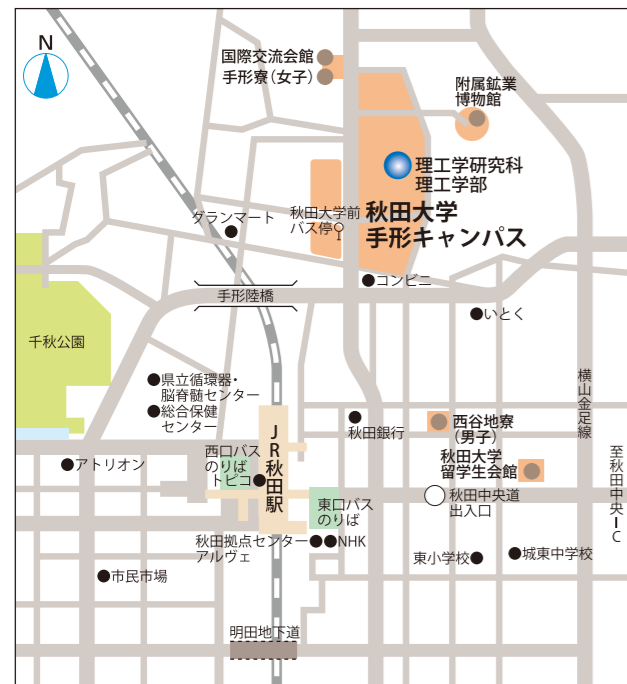 N
国際交流会館
手形寮（女子）
附属鉱業
博物館
理工学研究科
理工学部
グランマート
秋田大学前
バス停
秋田大学
手形キャンパス
コンビニ
手形陸橋
いとく
千秋公園
県立循環器・
脳脊髄センター
総合保健
センター
横山金足線
秋田銀行
西谷地寮
（男子）
JR秋田駅
西口バス
のりば
トピコ
アトリオン
秋田大学
留学生会館
至秋田中央IC
東口バス
のりば
秋田中央道
出入口
秋田拠点センター
アルヴェ
NHK
東小学校
城東中学校
市民市場
明田地下道